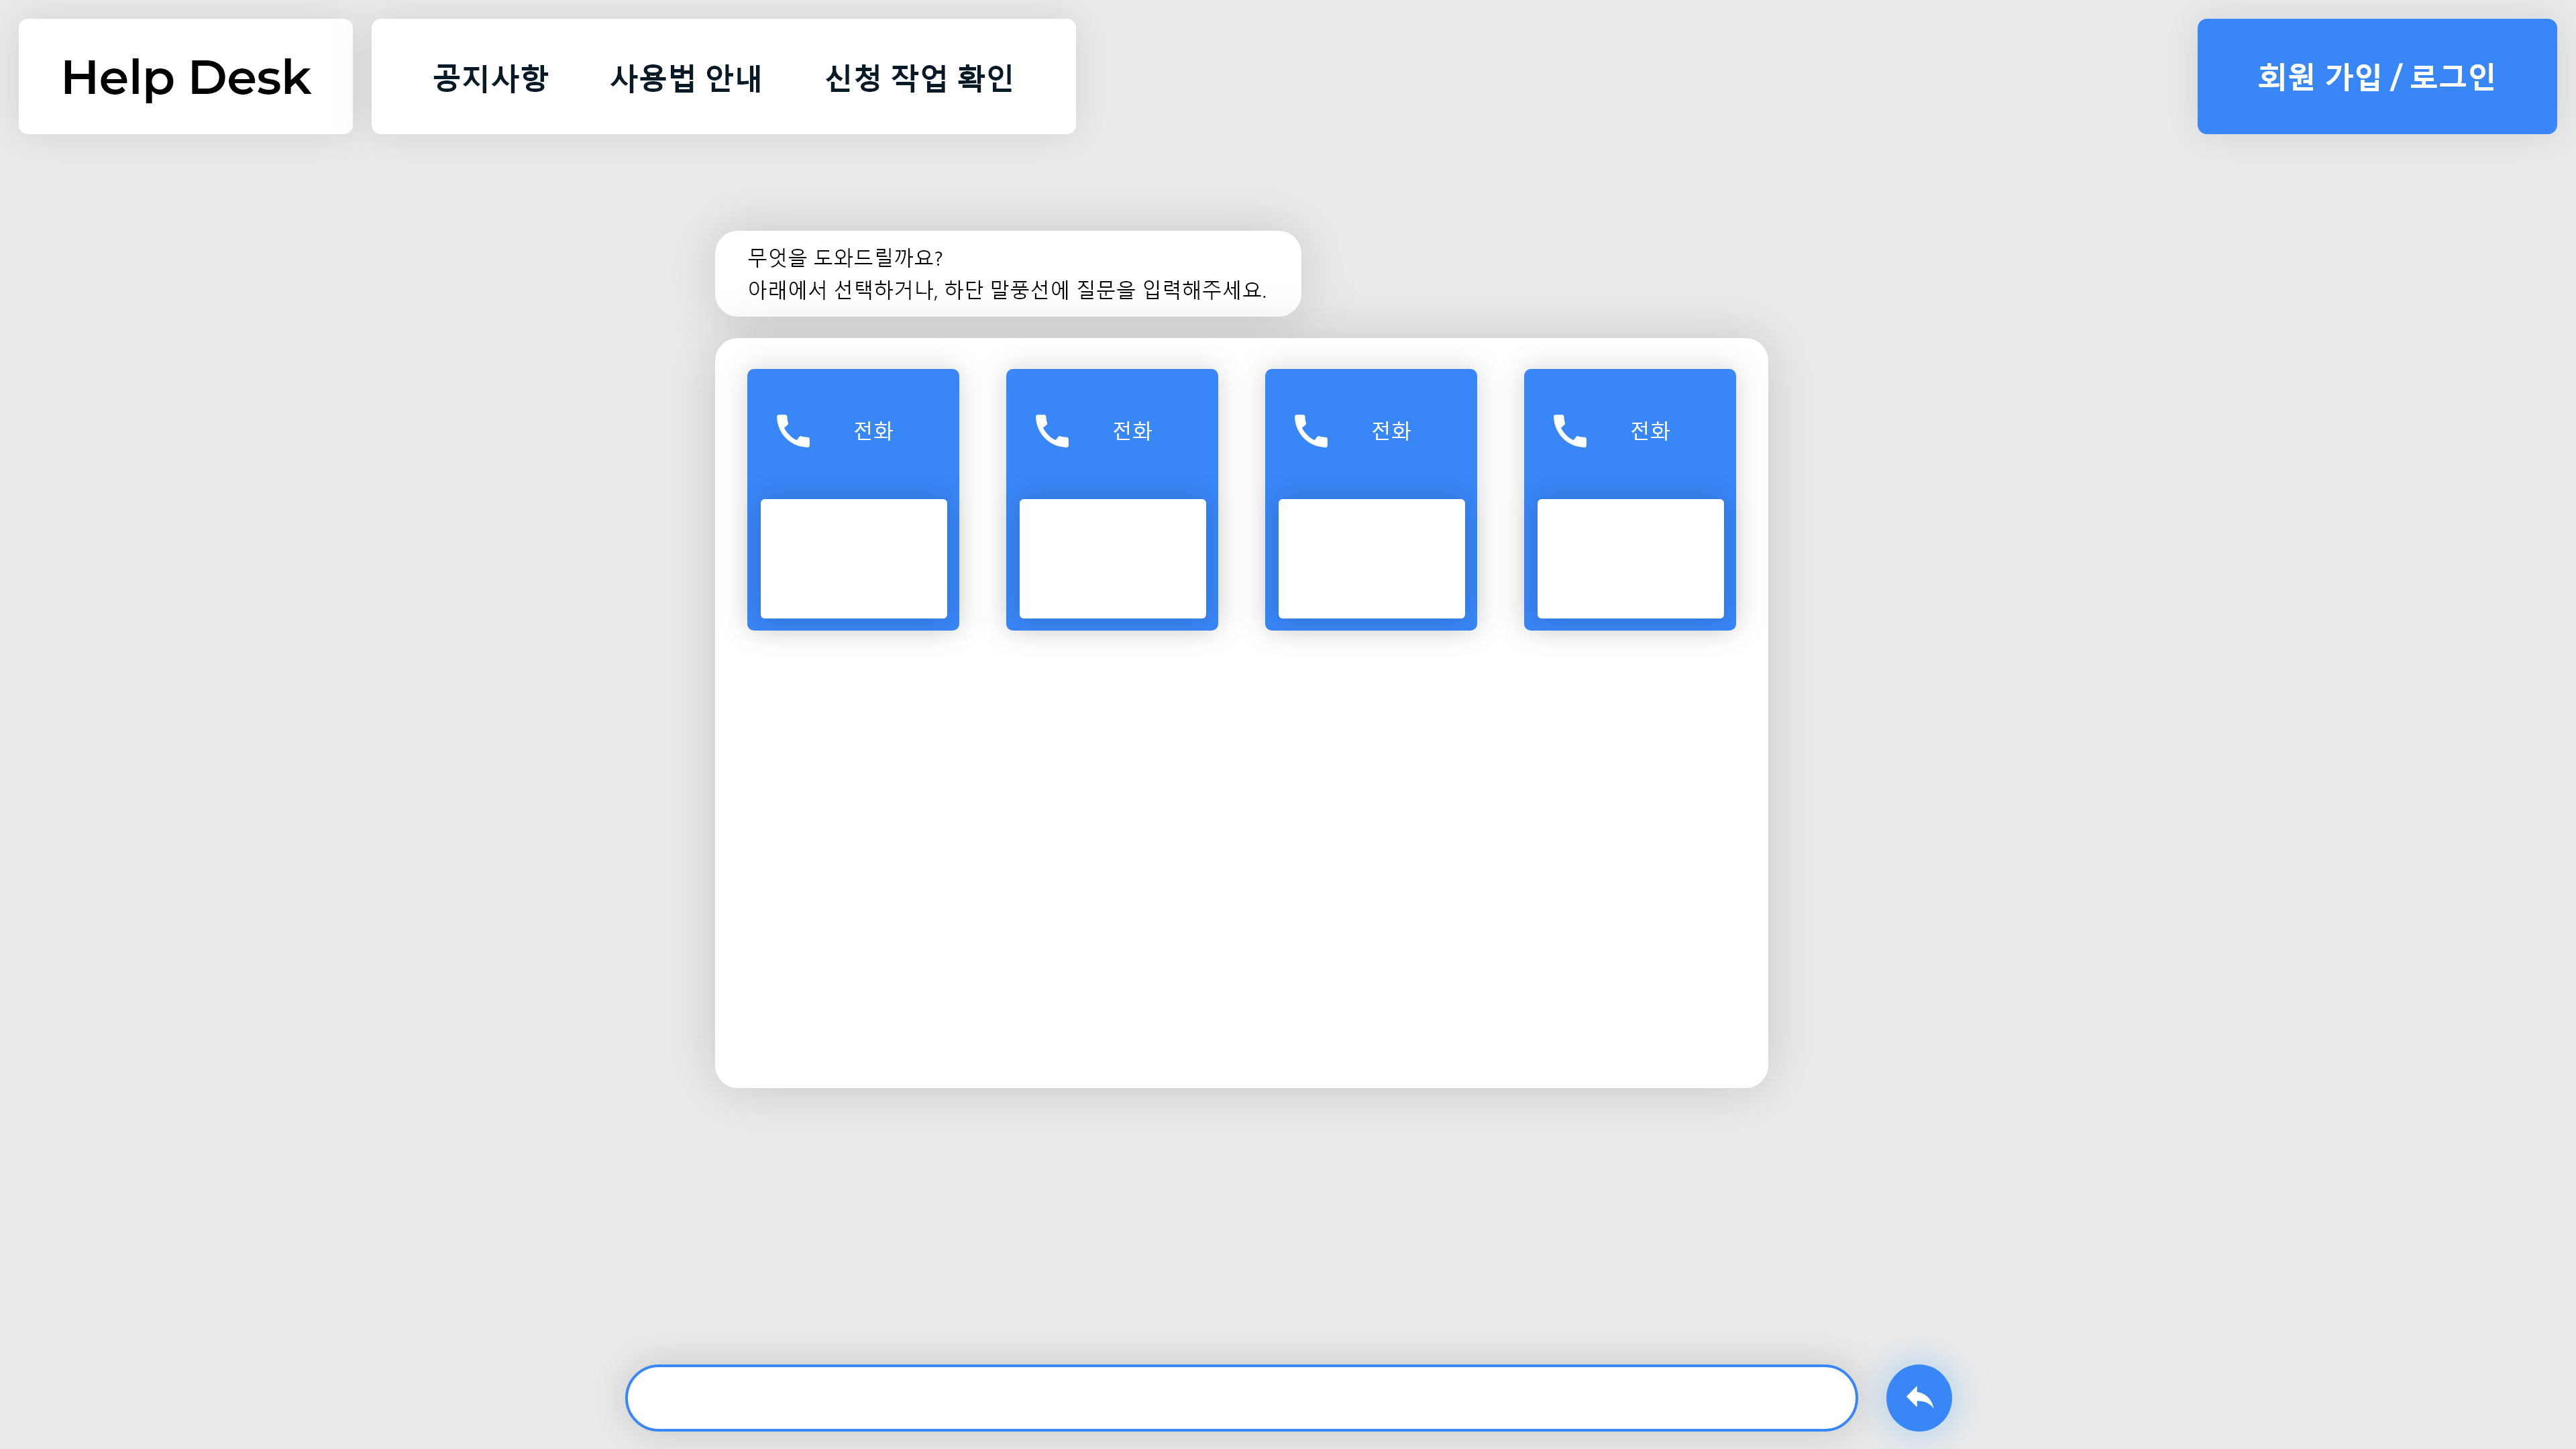 Help Desk
공지사항 사용법 안내 신청 작업 확인
회원 가입 / 로그인
무엇을 도와드릴까요?
아래에서 선택하거나, 하단 말풍선에 질문을 입력해주세요.
전화
전화
전화
전화